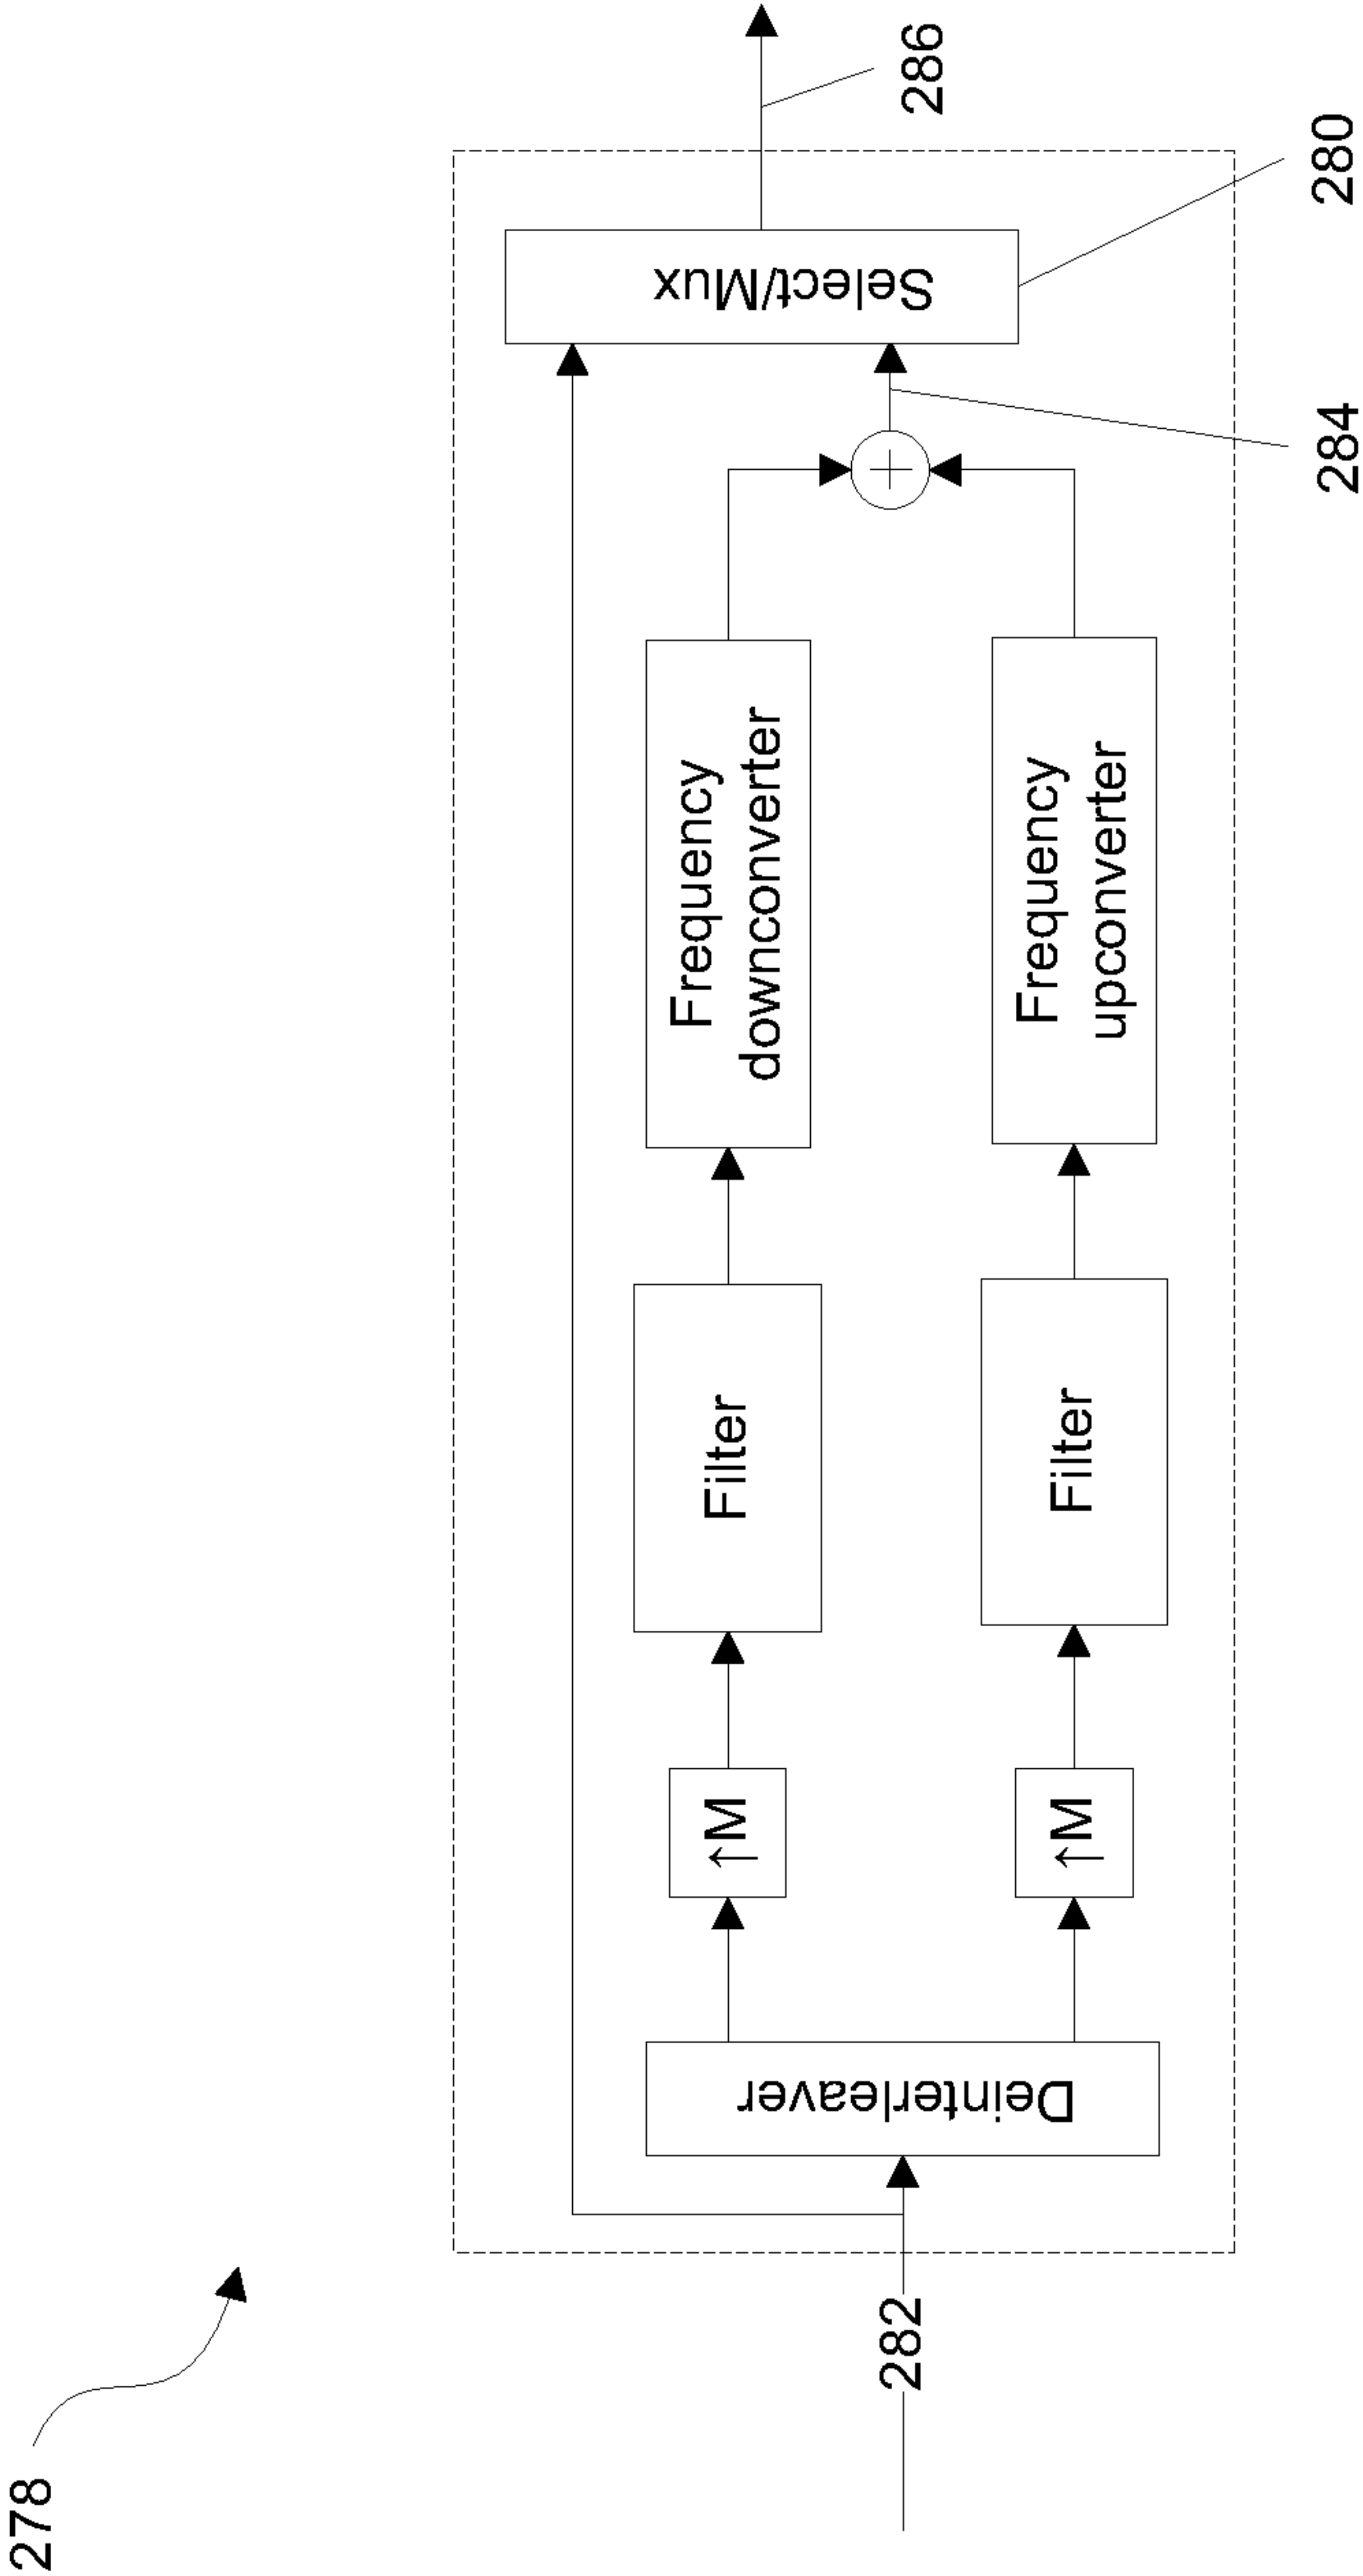 278
282
Deinterleaver
↑M
↑M
Filter
Filter
Frequency
downconverter
Frequency
upconverter
284
Select/Mux
280
286